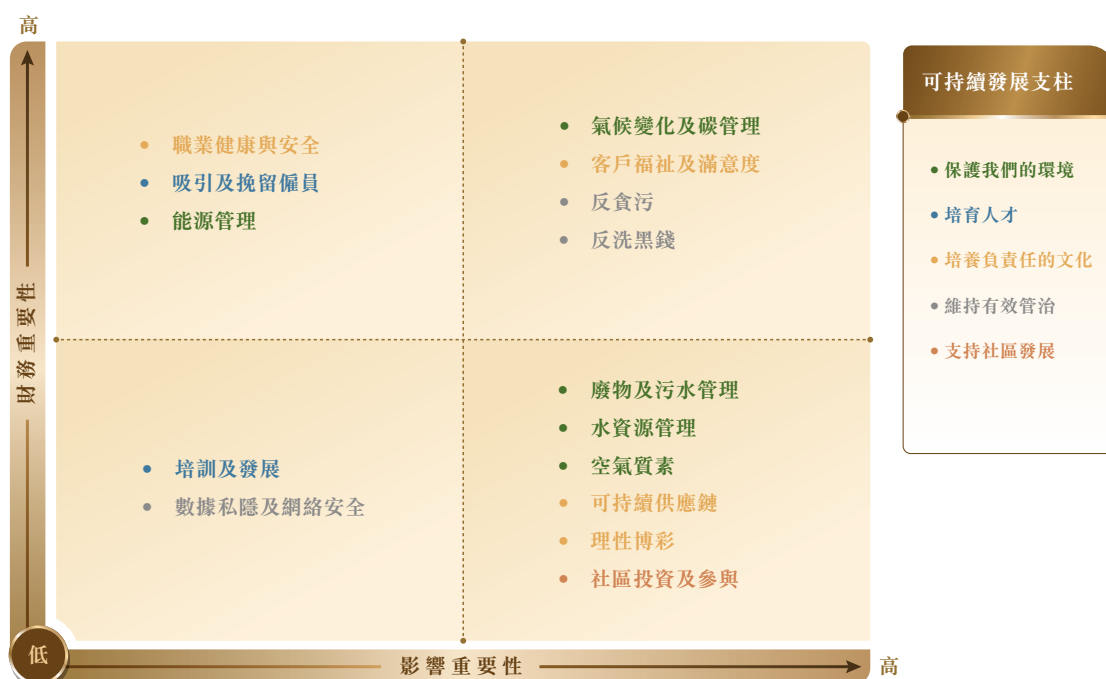 高
財務重要性
職業健康與安全
吸引及挽留僱員
能源管理
氣候變化及碳管理
客戶福祉及滿意度
反貪污
反洗黑錢
培訓及發展
數據私隱及網絡安全
廢物及污水管理
水資源管理
空氣質素
可持續供應鏈
理性博彩
社區投資及參與
低
影響重要性
高
可持續發展支柱
保護我們的環境
培育人才
培養負責任的文化
維持有效管治
支持社區發展